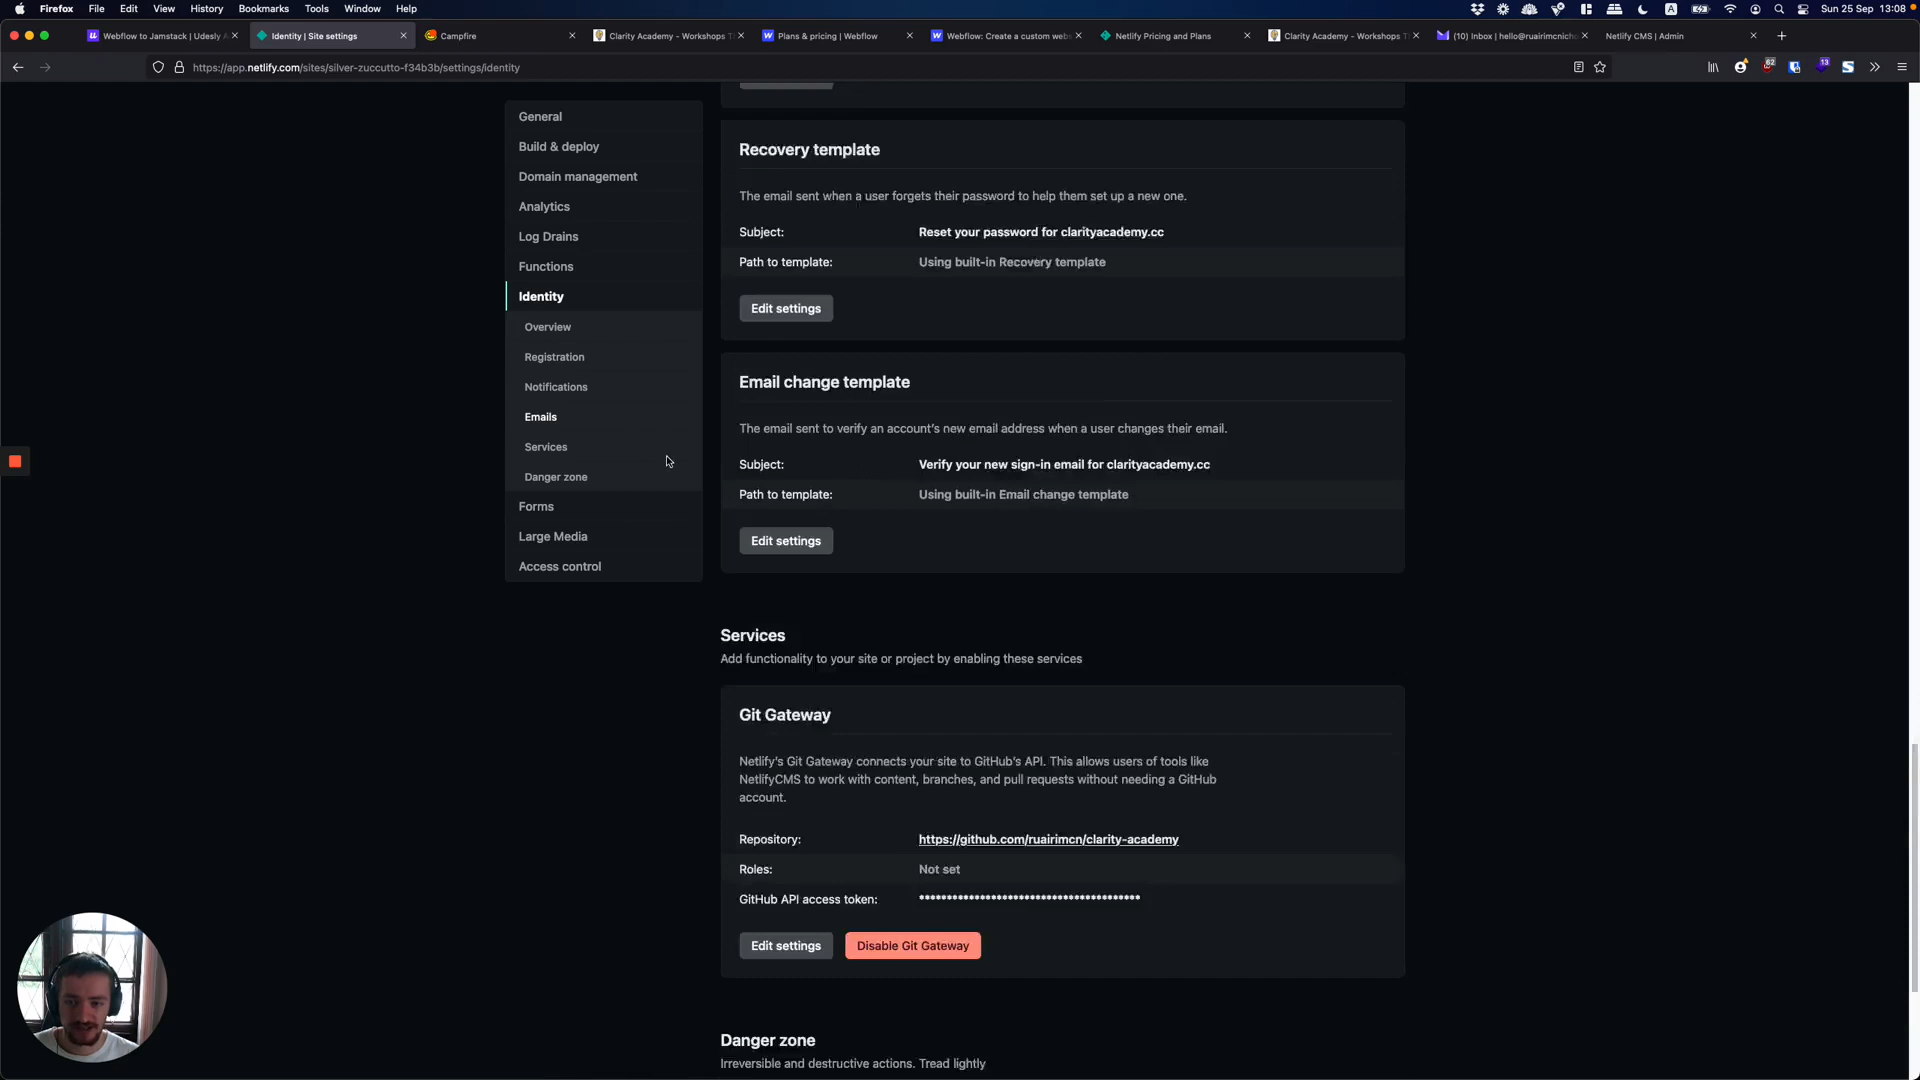 Firefox File Edit View History Bookmarks Tools Window Help
Sun 25 Sep 13:08
Webflow to Jamstack | Udesly A
Identity | Site settings
Campfire
Clarity Academy - Workshops T
Plans & pricing | Webflow
Webflow: Create a custom webs
Netlify Pricing and Plans
Clarity Academy - Workshops T
(10) Inbox | hello@ruairimcnich
Netlify CMS | Admin
https://app.netlify.com/sites/silver-zuccutto-f34b3b/settings/identity
62
13
General
Build & deploy
Domain management
Analytics
Log Drains
Functions
Identity
Overview
Registration
Notifications
Emails
Services
Danger zone
Forms
Large Media
Access control
Recovery template
The email sent when a user forgets their password to help them set up a new one.
Subject: Reset your password for clarityacademy.cc
Path to template: Using built-in Recovery template
Edit settings
Email change template
The email sent to verify an account's new email address when a user changes their email.
Subject: Verify your new sign-in email for clarityacademy.cc
Path to template: Using built-in Email change template
Edit settings
Services
Add functionality to your site or project by enabling these services
Git Gateway
Netlify's Git Gateway connects your site to GitHub's API. This allows users of tools like
NetlifyCMS to work with content, branches, and pull requests without needing a GitHub
account.
Repository: https://github.com/ruairimcn/clarity-academy
Roles: Not set
GitHub API access token: ****************************************
Edit settings
Disable Git Gateway
Danger zone
Irreversible and destructive actions. Tread lightly